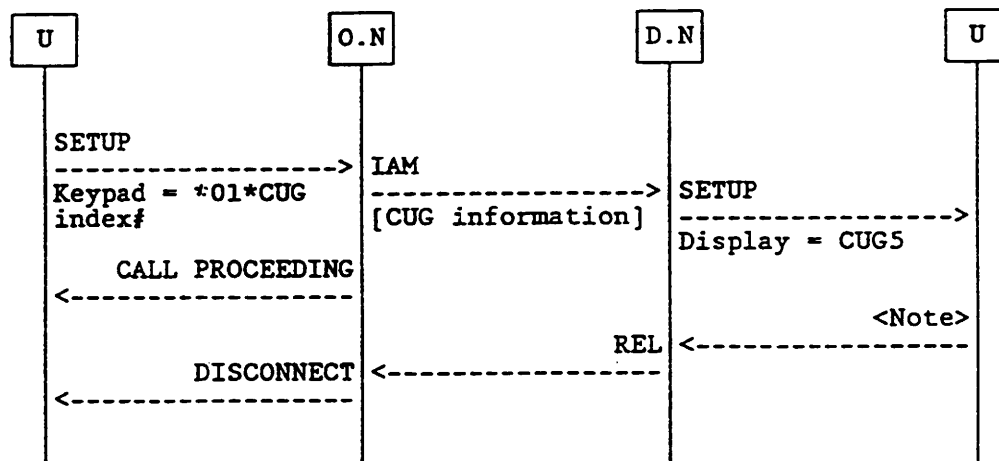 U O.N D.N U
SETUP
IAM
Keypad = *01*CUG
index#
[CUG information]
SETUP
Display = CUG5
CALL PROCEEDING
<Note>
REL
DISCONNECT